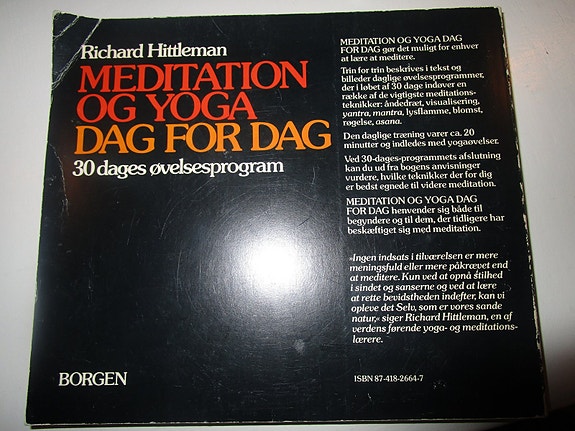 Richard Hittleman
MEDITATION
OG YOGA
DAG FOR DAG
30 dages øvelsesprogram
BORGEN
MEDITATION OG YOGA DAG
FOR DAG gør det muligt for enhver
at lære at meditere.
Trin for trin beskrives i tekst og
billeder daglige øvelsesprogrammer,
der i løbet af 30 dage indøver en
række af de vigtigste meditations-
teknikker: åndedræt, visualisering,
yantra, mantra, lysflamme, blomst,
røgelse, asana.
Den daglige træning varer ca. 20
minutter og indledes med yogaøvelser.
Ved 30-dages-programmets afslutning
kan du ud fra bogens anvisninger
vurdere, hvilke teknikker der for dig
er bedst egnede til videre meditation.
MEDITATION OG YOGA DAG
FOR DAG henvender sig både til
begyndere og til dem, der tidligere har
beskæftiget sig med meditation.
»Ingen indsats i tilværelsen er mere
meningsfuld eller mere påkrævet end
at meditere. Kun ved at opnå stilhed
i sindet og sanserne og ved at lære
at rette bevidstheden indefter, kan vi
opleve det Selv, som er vores sande
natur,« siger Richard Hittleman, en af
verdens førende yoga- og meditations-
lærere.
ISBN 87-418-2664-7